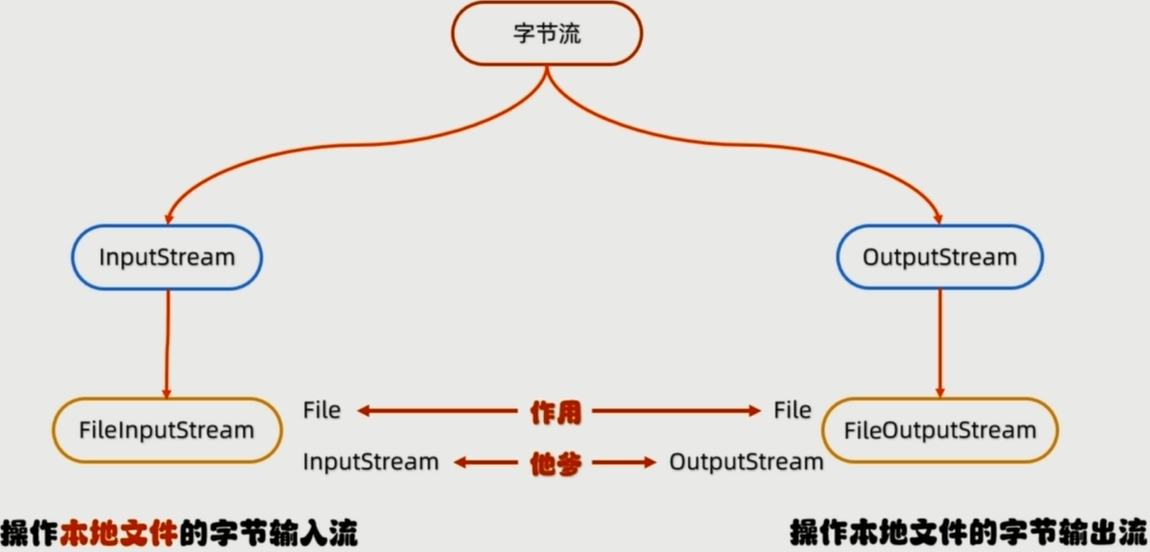 字节流
InputStream
OutputStream
FileInputStream
File
作用
File
FileOutputStream
InputStream
他爹
OutputStream
操作本地文件的字节输入流
操作本地文件的字节输出流